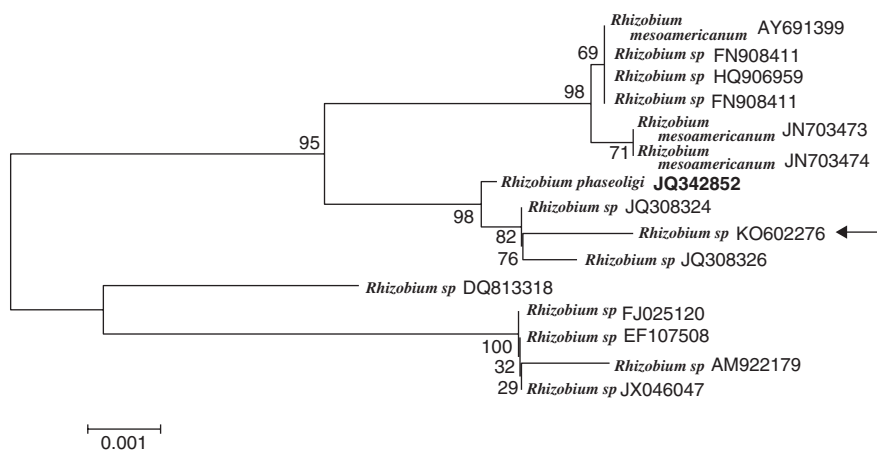 Rhizobium
mesoamericanum AY691399
69
Rhizobium sp FN908411
Rhizobium sp HQ906959
98
Rhizobium sp FN908411
Rhizobium
mesoamericanum JN703473
95
71
Rhizobium
mesoamericanum JN703474
Rhizobium phaseoligi JQ342852
98
Rhizobium sp JQ308324
82
Rhizobium sp KO602276
76
Rhizobium sp JQ308326
Rhizobium sp DQ813318
Rhizobium sp FJ025120
100
Rhizobium sp EF107508
32
Rhizobium sp AM922179
29
Rhizobium sp JX046047
0.001